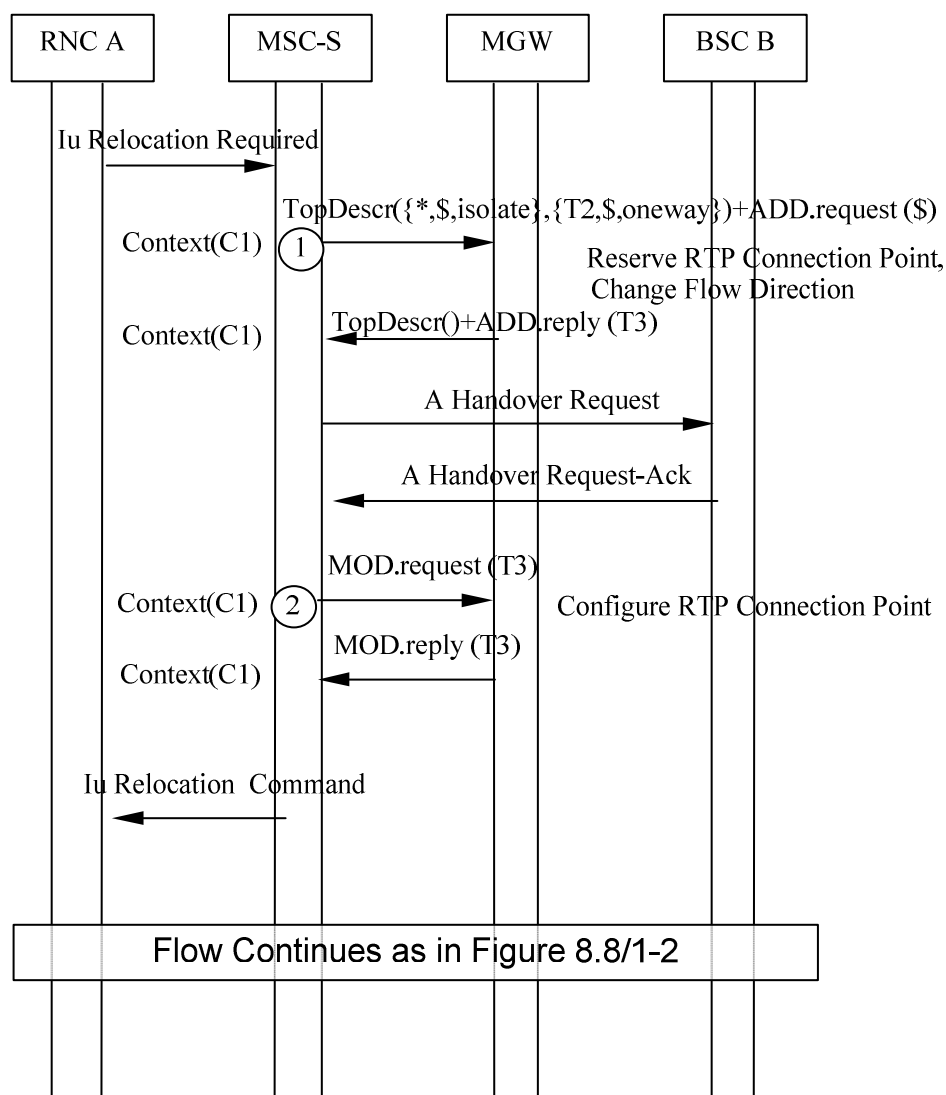 RNC A
MSC-S
MGW
BSC B
Iu Relocation Required
TopDescr({*,$,isolate},{T2,$,oneway})+ADD.request ($)
Context(C1)
1
Reserve RTP Connection Point,
Change Flow Direction
TopDescr()+ADD.reply (T3)
Context(C1)
A Handover Request
A Handover Request-Ack
MOD.request (T3)
Context(C1)
2
Configure RTP Connection Point
MOD.reply (T3)
Context(C1)
Iu Relocation Command
Flow Continues as in Figure 8.8/1-2